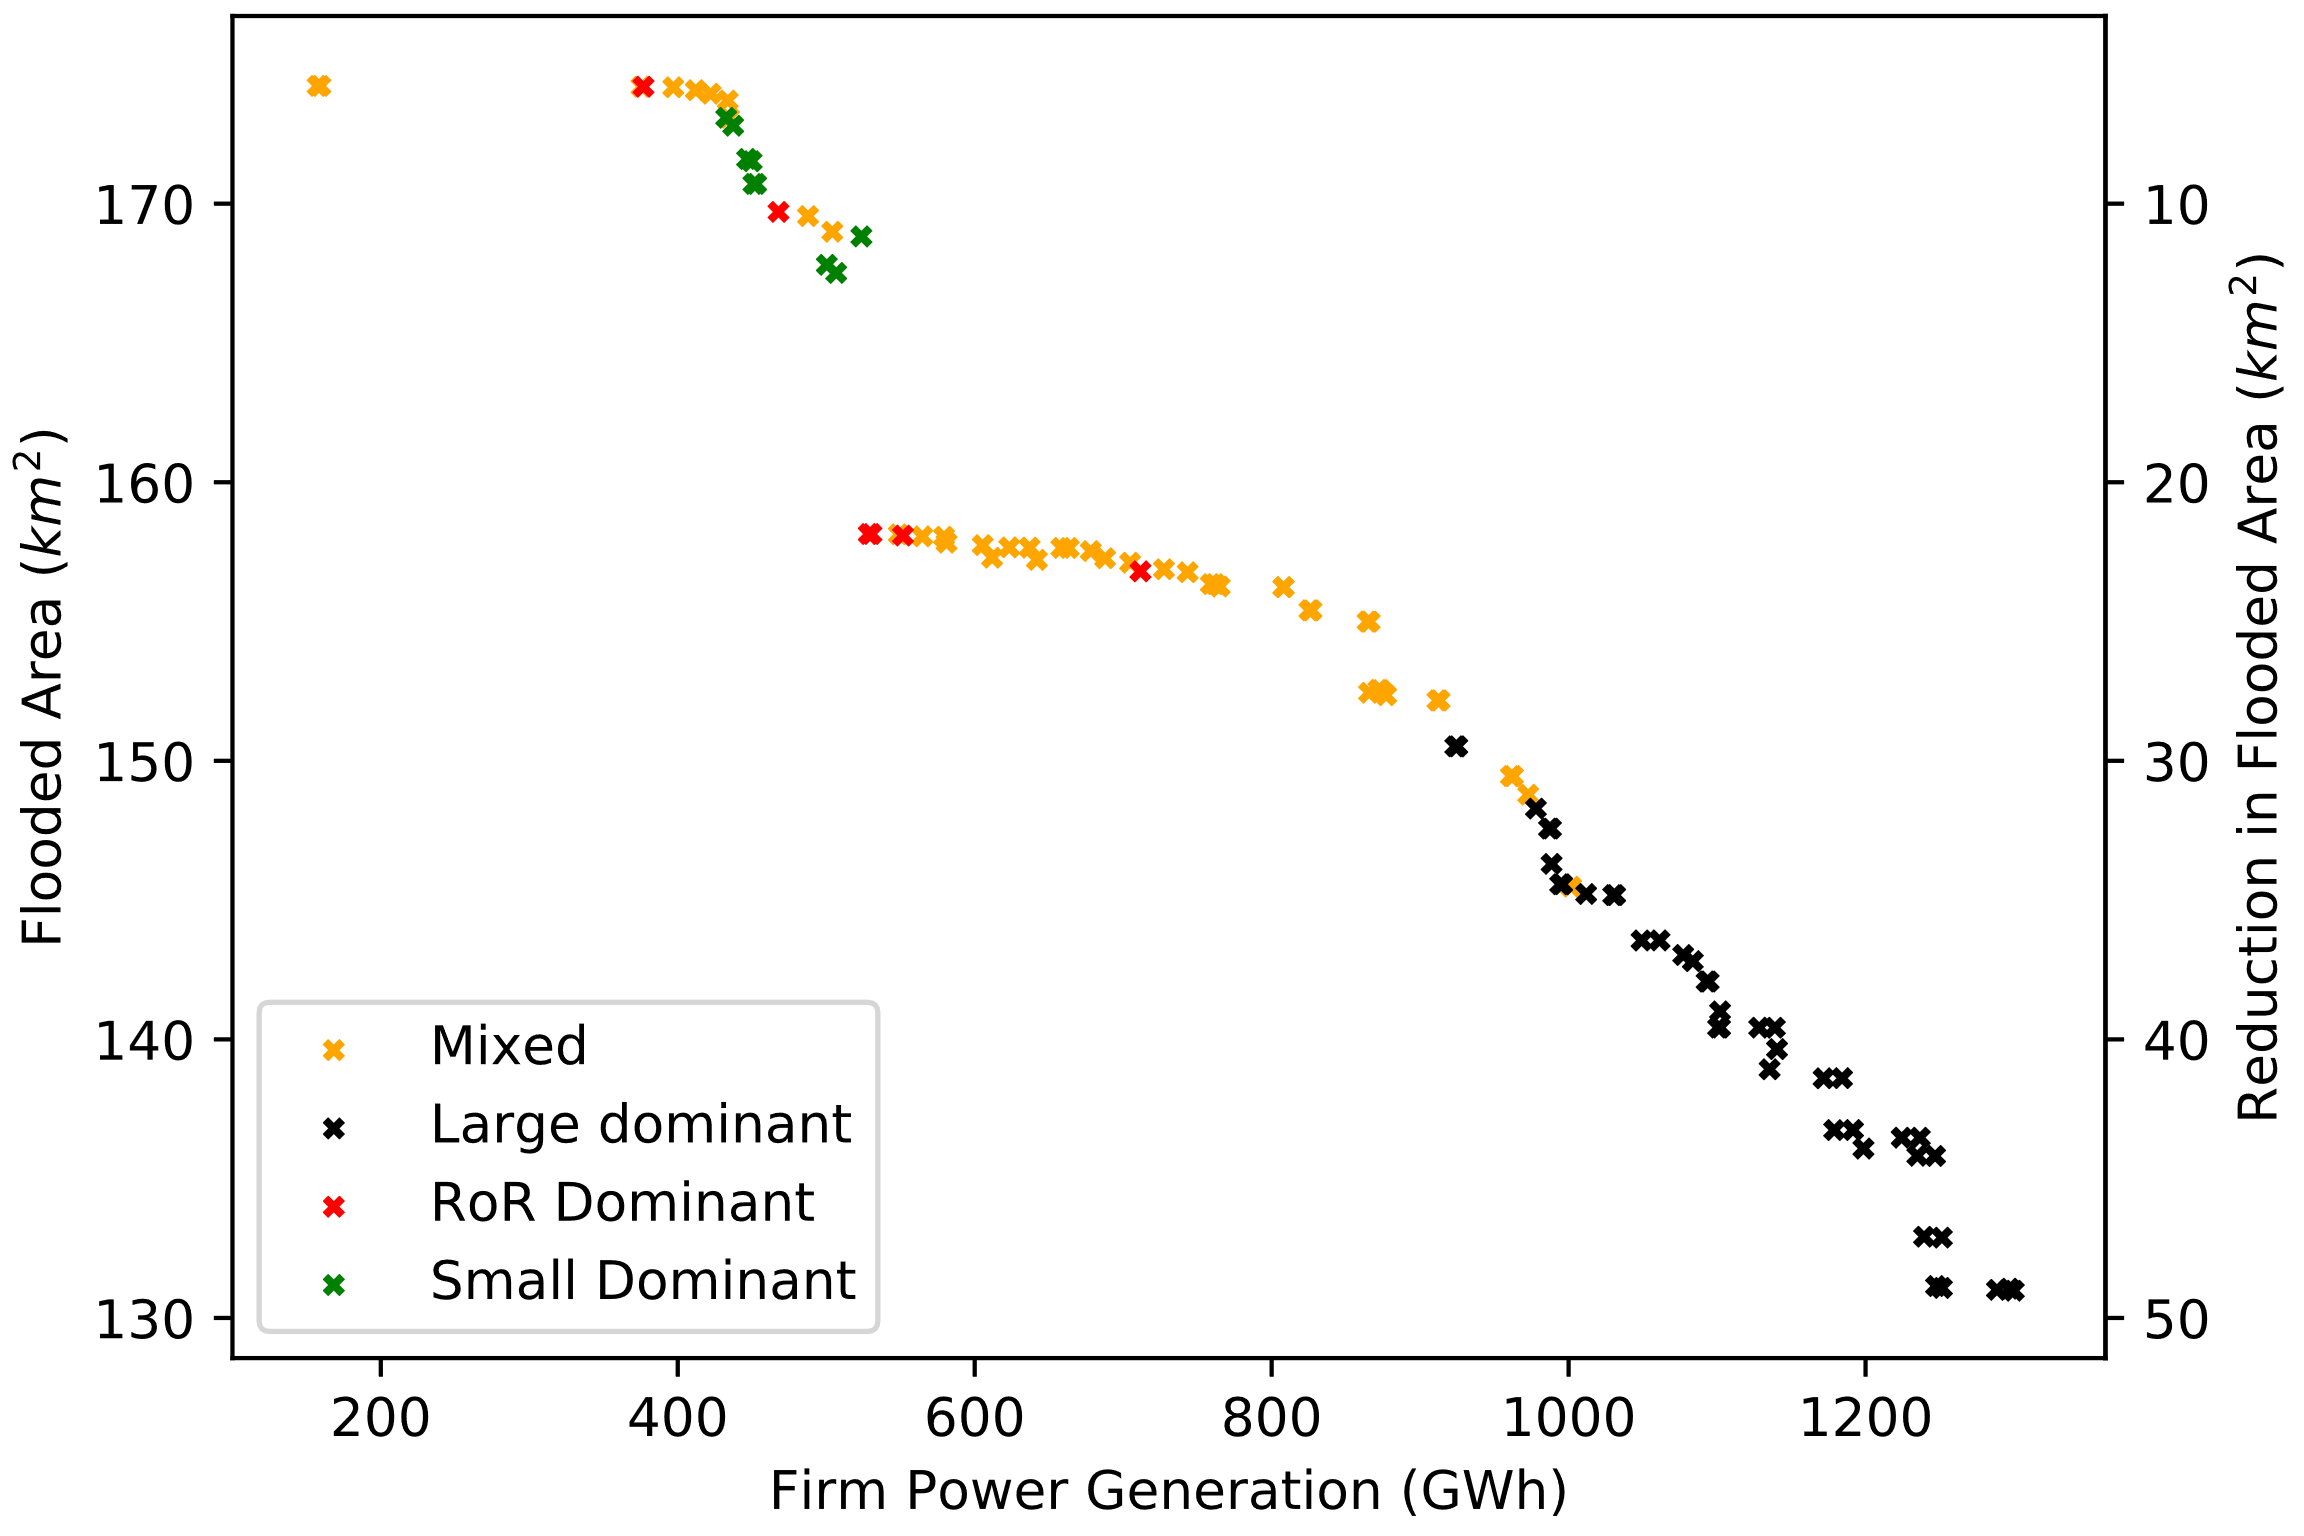 Flooded Area (km²)
170
160
150
140
130
Mixed
Large dominant
RoR Dominant
Small Dominant
200 400 600 800 1000 1200
Firm Power Generation (GWh)
10
20
30
40
50
Reduction in Flooded Area (km²)